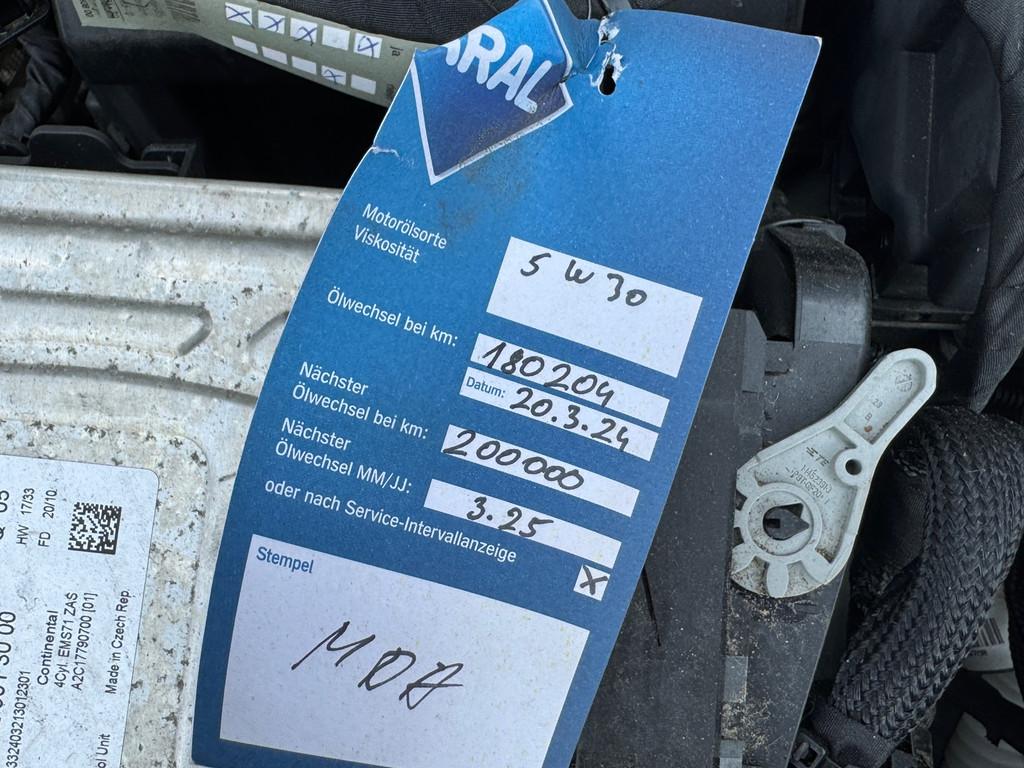 ja
ARAL
Motorölsorte
Viskosität
5 W 30
Ölwechsel bei km:
180204
Datum: 20.3.24
Nächster
Ölwechsel bei km:
200000
Nächster
Ölwechsel MM/JJ:
3.25
oder nach Service-Intervallanzeige
X
Stempel
HW 17/33
FD 20/10
Continental
4Cyl. EMS71 ZAS
A2C17790700 [01]
Made in Czech Rep.